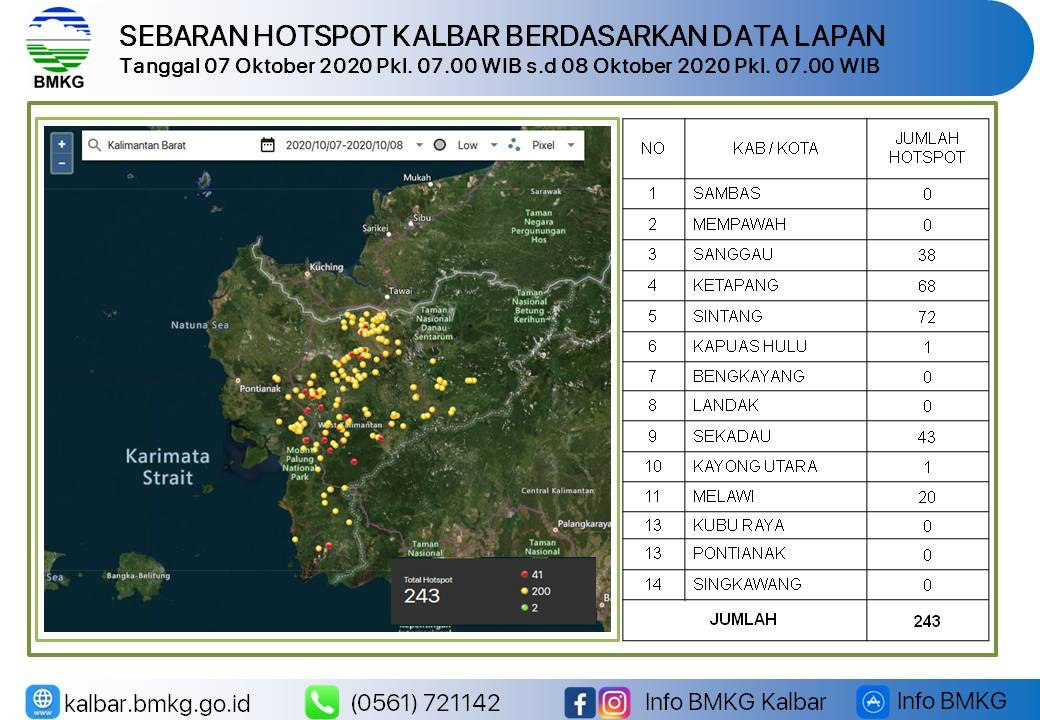 BMKG
SEBARAN HOTSPOT KALBAR BERDASARKAN DATA LAPAN
Tanggal 07 Oktober 2020 Pkl. 07.00 WIB s.d 08 Oktober 2020 Pkl. 07.00 WIB
+
−
Kalimantan Barat 2020/10/07-2020/10/08 Low Pixel
Mukah
Sarawak
Sibu
Sarikei
Taman
Negara
Pergunungan
Hos
Kuching
Tawai
Taman
Nasional
Betung
Kerihun
Taman
Nasional
Danau
Sentarum
Natuna Sea
Pontianak
West Kalimantan
Karimata
Strait
Mount
Palung
National
Park
Central Kalimantan
Palangkaraya
Taman
Nasional
Taman
Nasional
Sea
Bangka-Belitung
Total Hotspot
243
41
200
2
NO KAB / KOTA JUMLAH HOTSPOT
1 SAMBAS 0
2 MEMPAWAH 0
3 SANGGAU 38
4 KETAPANG 68
5 SINTANG 72
6 KAPUAS HULU 1
7 BENGKAYANG 0
8 LANDAK 0
9 SEKADAU 43
10 KAYONG UTARA 1
11 MELAWI 20
13 KUBU RAYA 0
13 PONTIANAK 0
14 SINGKAWANG 0
JUMLAH 243
kalbar.bmkg.go.id (0561) 721142 Info BMKG Kalbar Info BMKG